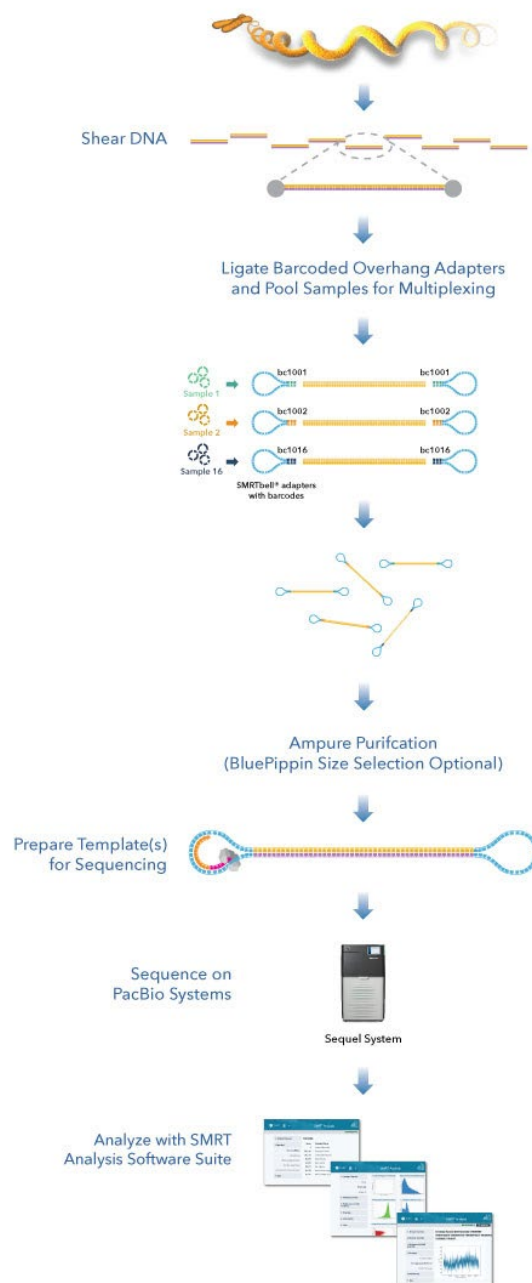 Shear DNA
Ligate Barcoded Overhang Adapters
and Pool Samples for Multiplexing
bc1001
bc1001
Sample 1
bc1002
bc1002
Sample 2
bc1016
bc1016
Sample 16
SMRTbell® adapters
with barcodes
Ampure Purifcation
(BluePippin Size Selection Optional)
Prepare Template(s)
for Sequencing
Sequence on
PacBio Systems
Sequel System
Analyze with SMRT
Analysis Software Suite